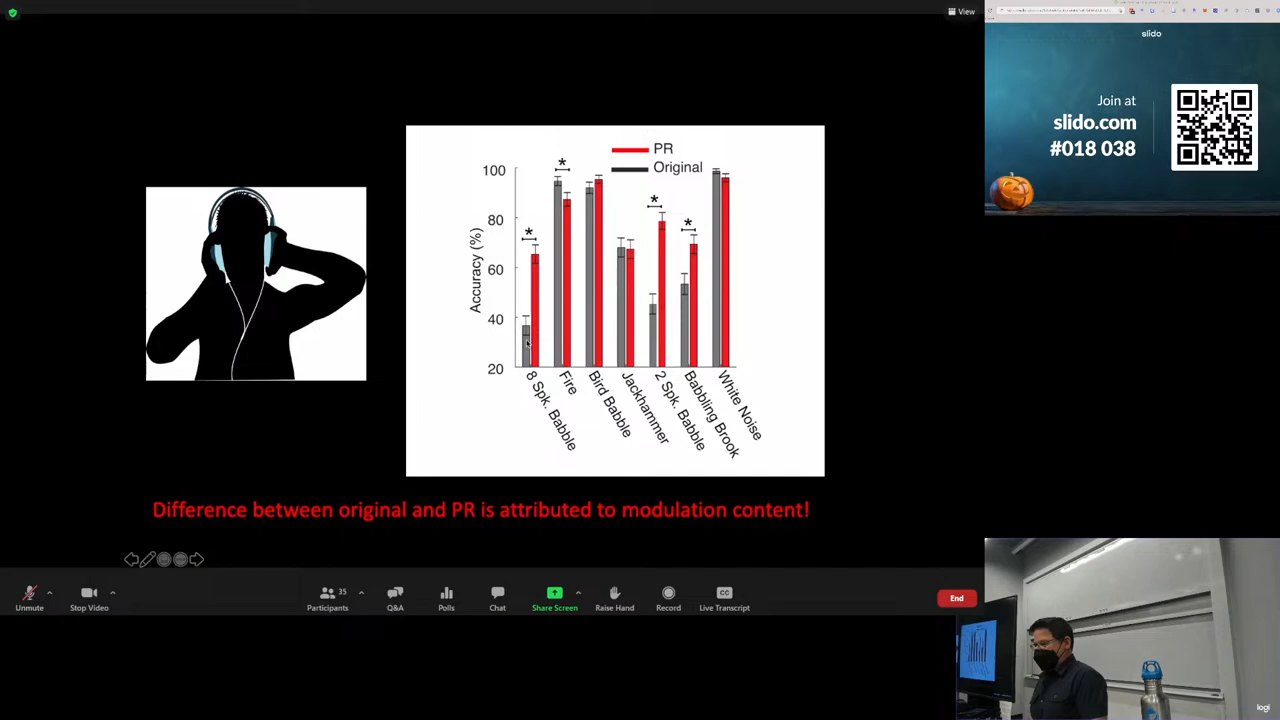 View
PR
Original
100
80
60
40
20
Accuracy (%)
*
*
*
*
8 Spk. Babble
Fire
Bird Babble
Jackhammer
2 Spk. Babble
Babbling Brook
White Noise
Difference between original and PR is attributed to modulation content!
Unmute
Stop Video
35
Participants
Q&A
Polls
Chat
Share Screen
Raise Hand
Record
CC
Live Transcript
End
slido
Join at
slido.com
#018 038
logi